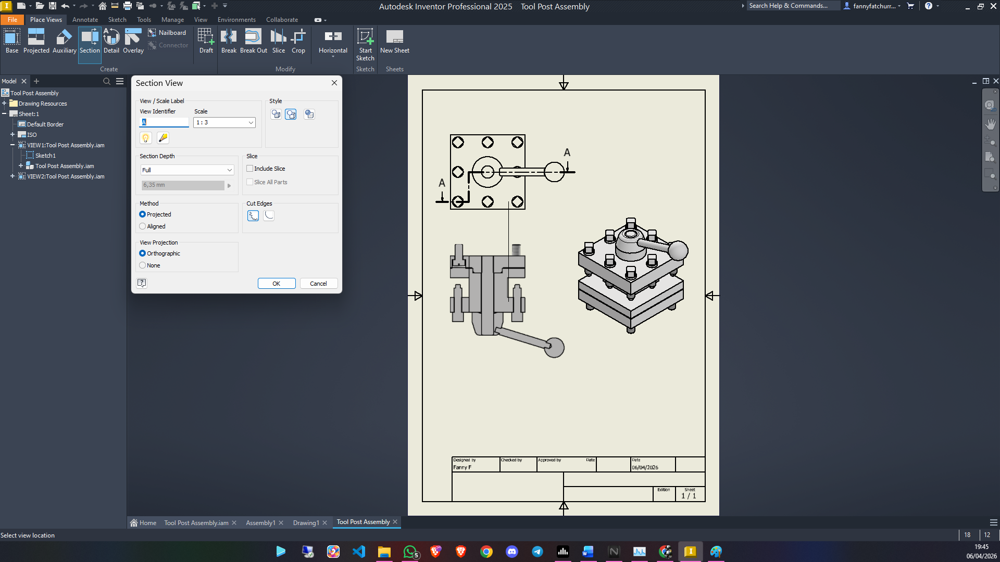 Autodesk Inventor Professional 2025 Tool Post Assembly
Search Help & Commands...
fannyfatchurr...
File
Place Views
Annotate
Sketch
Tools
Manage
View
Environments
Collaborate
Base
Projected
Auxiliary
Section
Detail
Overlay
Nailboard
Connector
Draft
Break
Break Out
Slice
Crop
Horizontal
Start
Sketch
New Sheet
Create
Modify
Sketch
Sheets
Model
Tool Post Assembly
Drawing Resources
Sheet:1
Default Border
ISO
VIEW1:Tool Post Assembly.iam
Sketch1
Tool Post Assembly.iam
VIEW2:Tool Post Assembly.iam
Section View
View / Scale Label
View Identifier
Scale
A
1 : 3
Style
Section Depth
Full
6,35 mm
Slice
Include Slice
Slice All Parts
Method
Projected
Aligned
Cut Edges
View Projection
Orthographic
None
OK
Cancel
A
A
Designed by
Fanny F
Checked by
Approved by
Date
Date
06/04/2026
Edition
Sheet
1 / 1
Home
Tool Post Assembly.iam
Assembly1
Drawing1
Tool Post Assembly
Select view location
18
12
5
19:45
06/04/2026